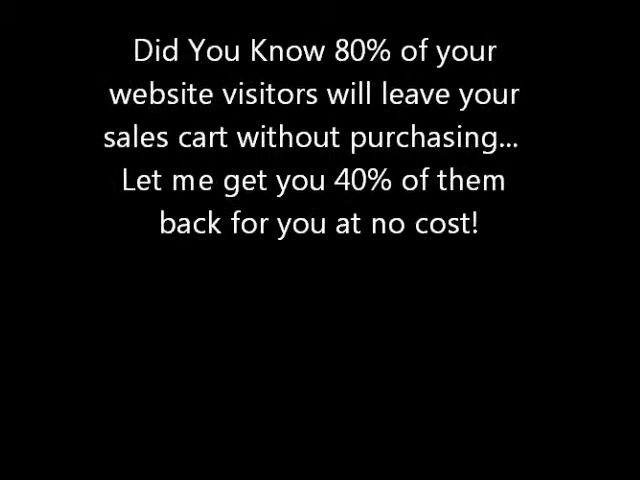 Did You Know 80% of your
website visitors will leave your
sales cart without purchasing...
Let me get you 40% of them
back for you at no cost!